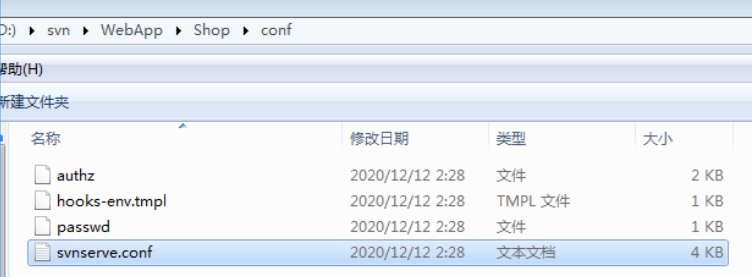 D:) ▸ svn ▸ WebApp ▸ Shop ▸ conf
帮助(H)
新建文件夹
名称 修改日期 类型 大小
authz 2020/12/12 2:28 文件 2 KB
hooks-env.tmpl 2020/12/12 2:28 TMPL 文件 1 KB
passwd 2020/12/12 2:28 文件 1 KB
svnserve.conf 2020/12/12 2:28 文本文档 4 KB